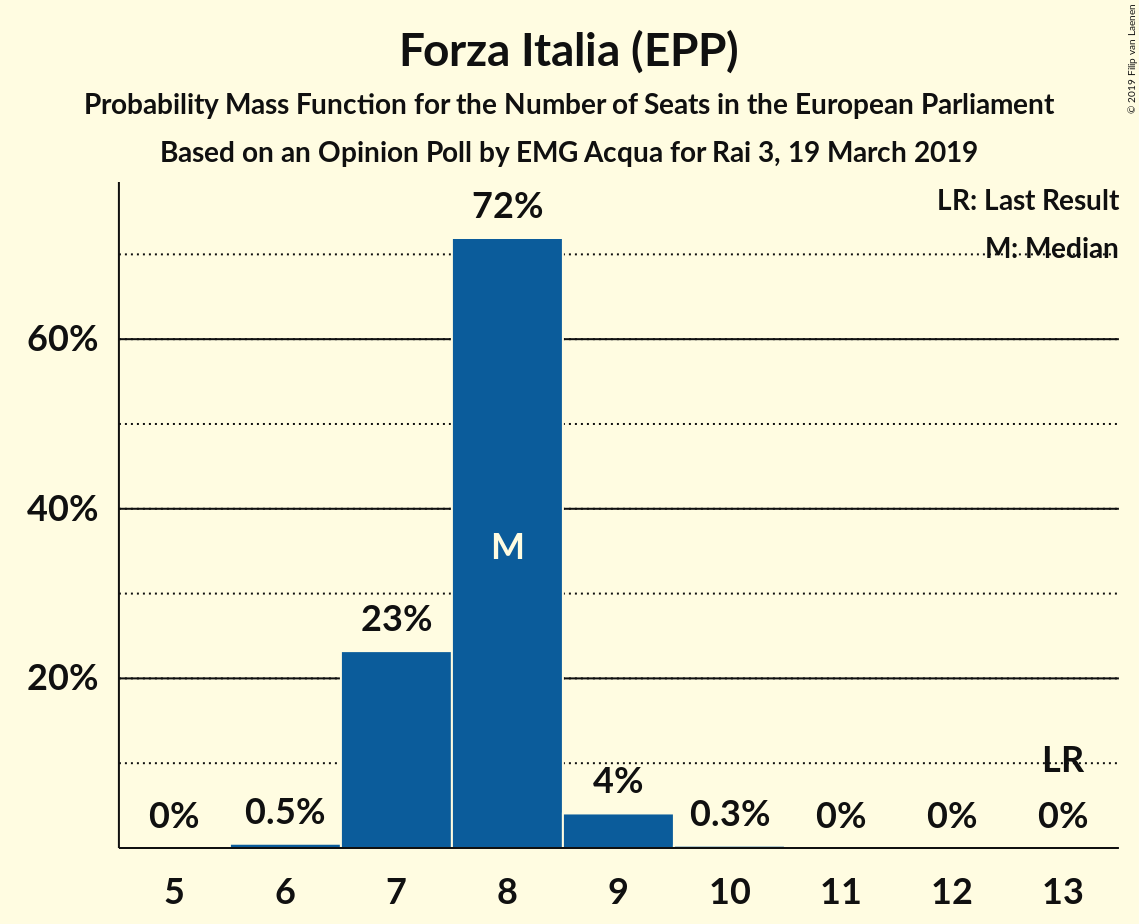 Forza Italia (EPP)
Probability Mass Function for the Number of Seats in the European Parliament
Based on an Opinion Poll by EMG Acqua for Rai 3, 19 March 2019
© 2019 Filip van Laenen
LR: Last Result
M: Median
72%
60%
40%
M
23%
20%
LR
4%
0%
0.5%
0.3%
0%
0%
0%
5 6 7 8 9 10 11 12 13